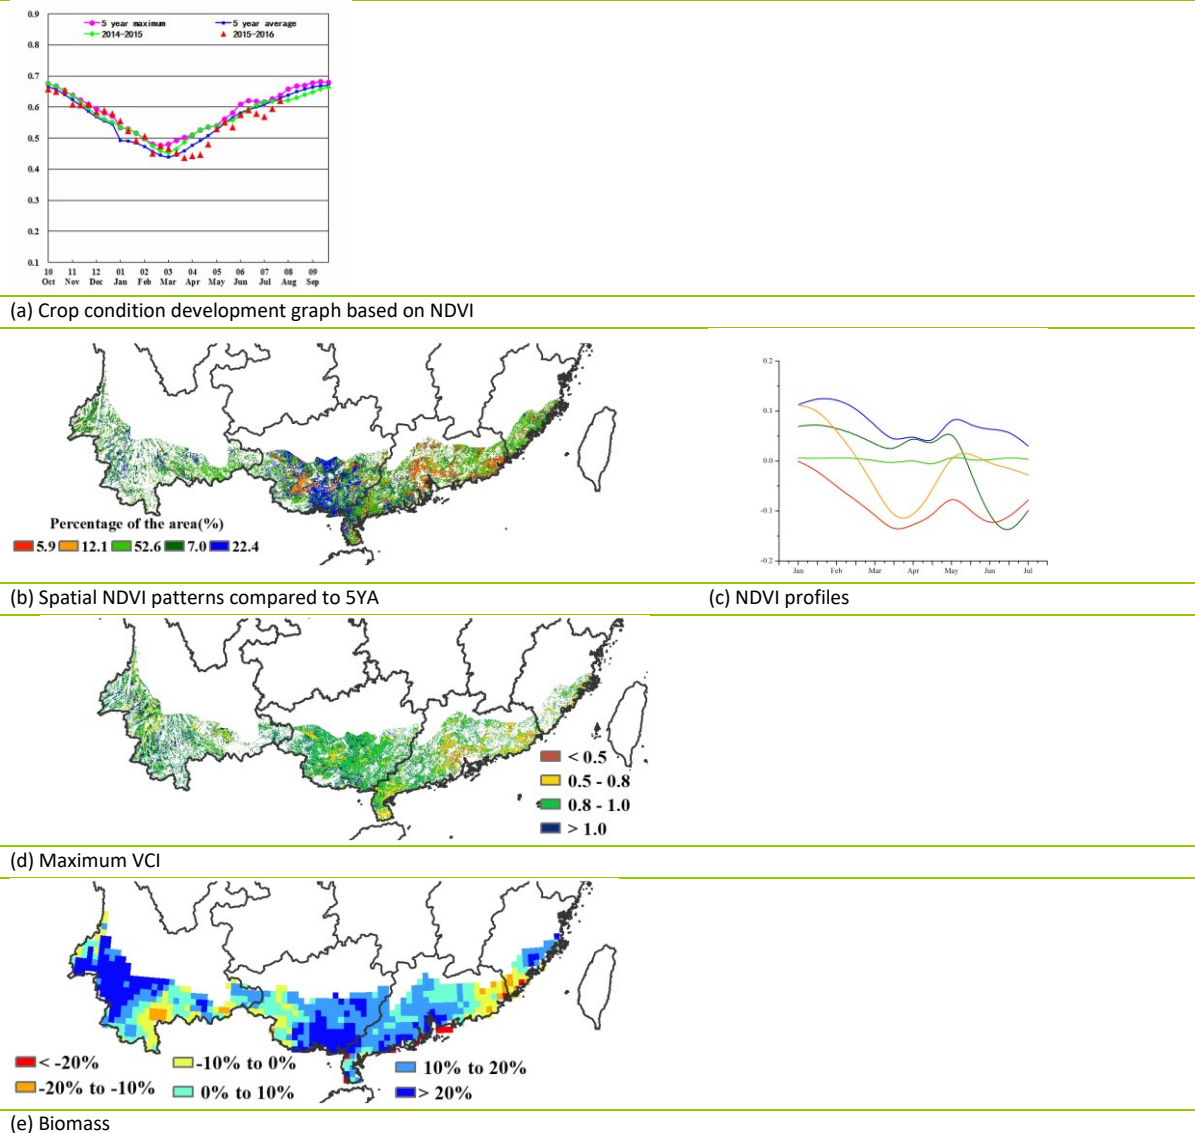 0.9
5 year maximum 5 year average
2014-2015 2015-2016
0.8
0.7
0.6
0.5
0.4
0.3
0.2
0.1
10 11 12 01 02 03 04 05 06 07 08 09
Oct Nov Dec Jan Feb Mar Apr May Jun Jul Aug Sep
(a) Crop condition development graph based on NDVI
Percentage of the area(%)
5.9 12.1 52.6 7.0 22.4
0.2
0.1
0.0
-0.1
-0.2
Jan Feb Mar Apr May Jun Jul
(b) Spatial NDVI patterns compared to 5YA (c) NDVI profiles
< 0.5
0.5 - 0.8
0.8 - 1.0
> 1.0
(d) Maximum VCI
< -20% -10% to 0% 10% to 20%
-20% to -10% 0% to 10% > 20%
(e) Biomass